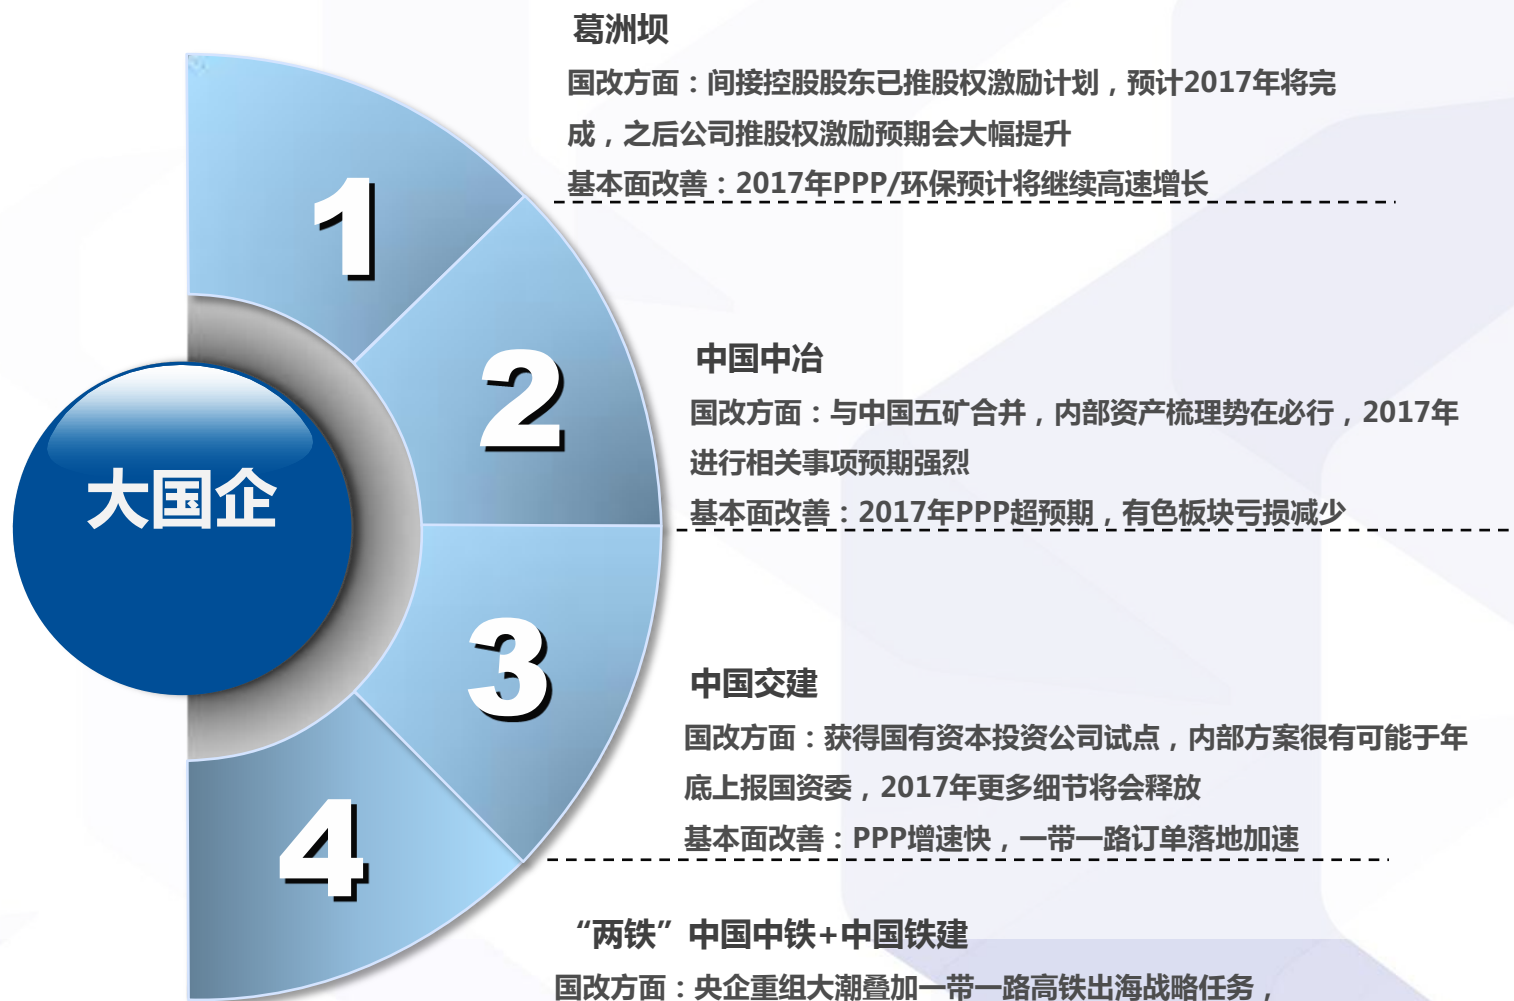 葛洲坝
国改方面：间接控股股东已推股权激励计划，预计2017年将完
成，之后公司推股权激励预期会大幅提升
基本面改善：2017年PPP/环保预计将继续高速增长
1
2
中国中冶
国改方面：与中国五矿合并，内部资产梳理势在必行，2017年
进行相关事项预期强烈
基本面改善：2017年PPP超预期，有色板块亏损减少
大国企
3
中国交建
国改方面：获得国有资本投资公司试点，内部方案很有可能于年
底上报国资委，2017年更多细节将会释放
基本面改善：PPP增速快，一带一路订单落地加速
4
“两铁”中国中铁+中国铁建
国改方面：央企重组大潮叠加一带一路高铁出海战略任务，